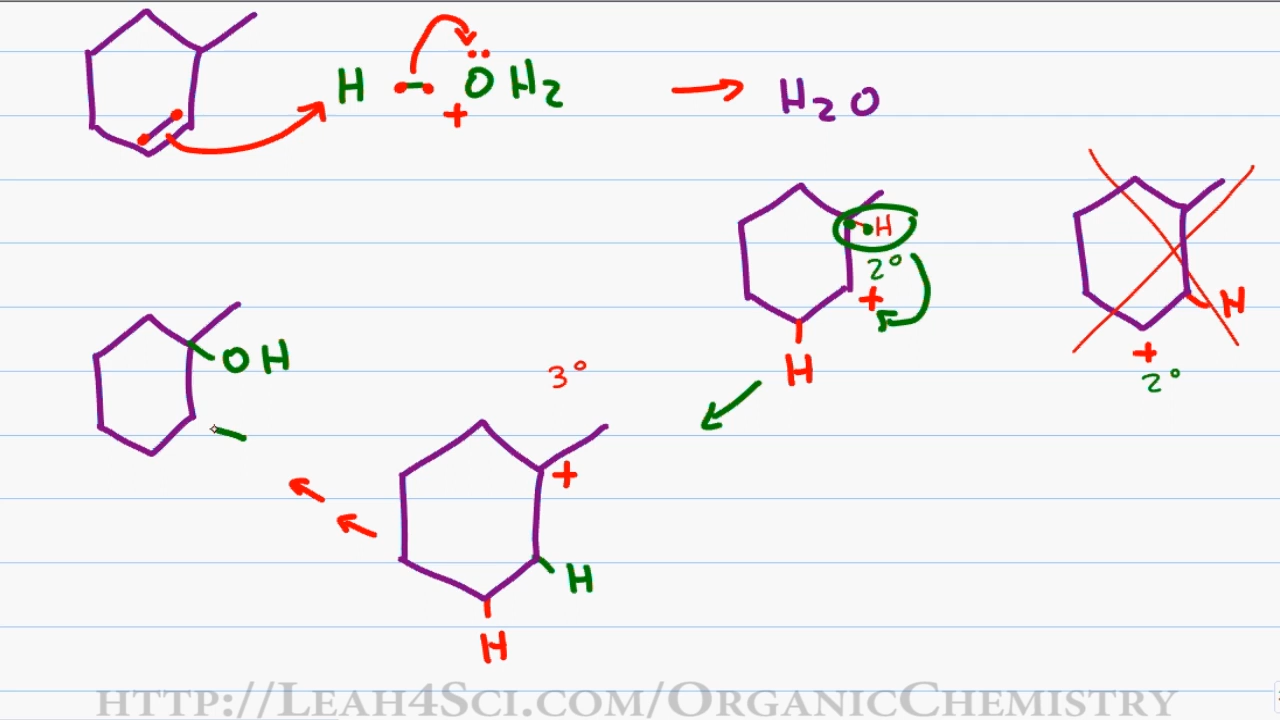 H – OH2
+
H2O
H
2°
+
H
H
+
2°
OH
3°
+
H
H
HTTP://LEAH4SCI.COM/ORGANICCHEMISTRY